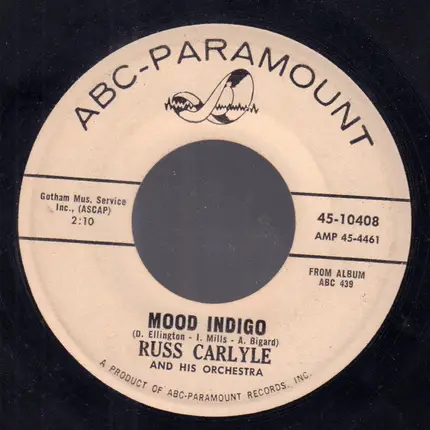 ABC-PARAMOUNT
Gotham Mus. Service
Inc., (ASCAP)
2:10
45-10408
AMP 45-4461
FROM ALBUM
ABC 439
MOOD INDIGO
(D. Ellington - I. Mills - A. Bigard)
RUSS CARLYLE
AND HIS ORCHESTRA
A PRODUCT OF ABC-PARAMOUNT RECORDS, INC.